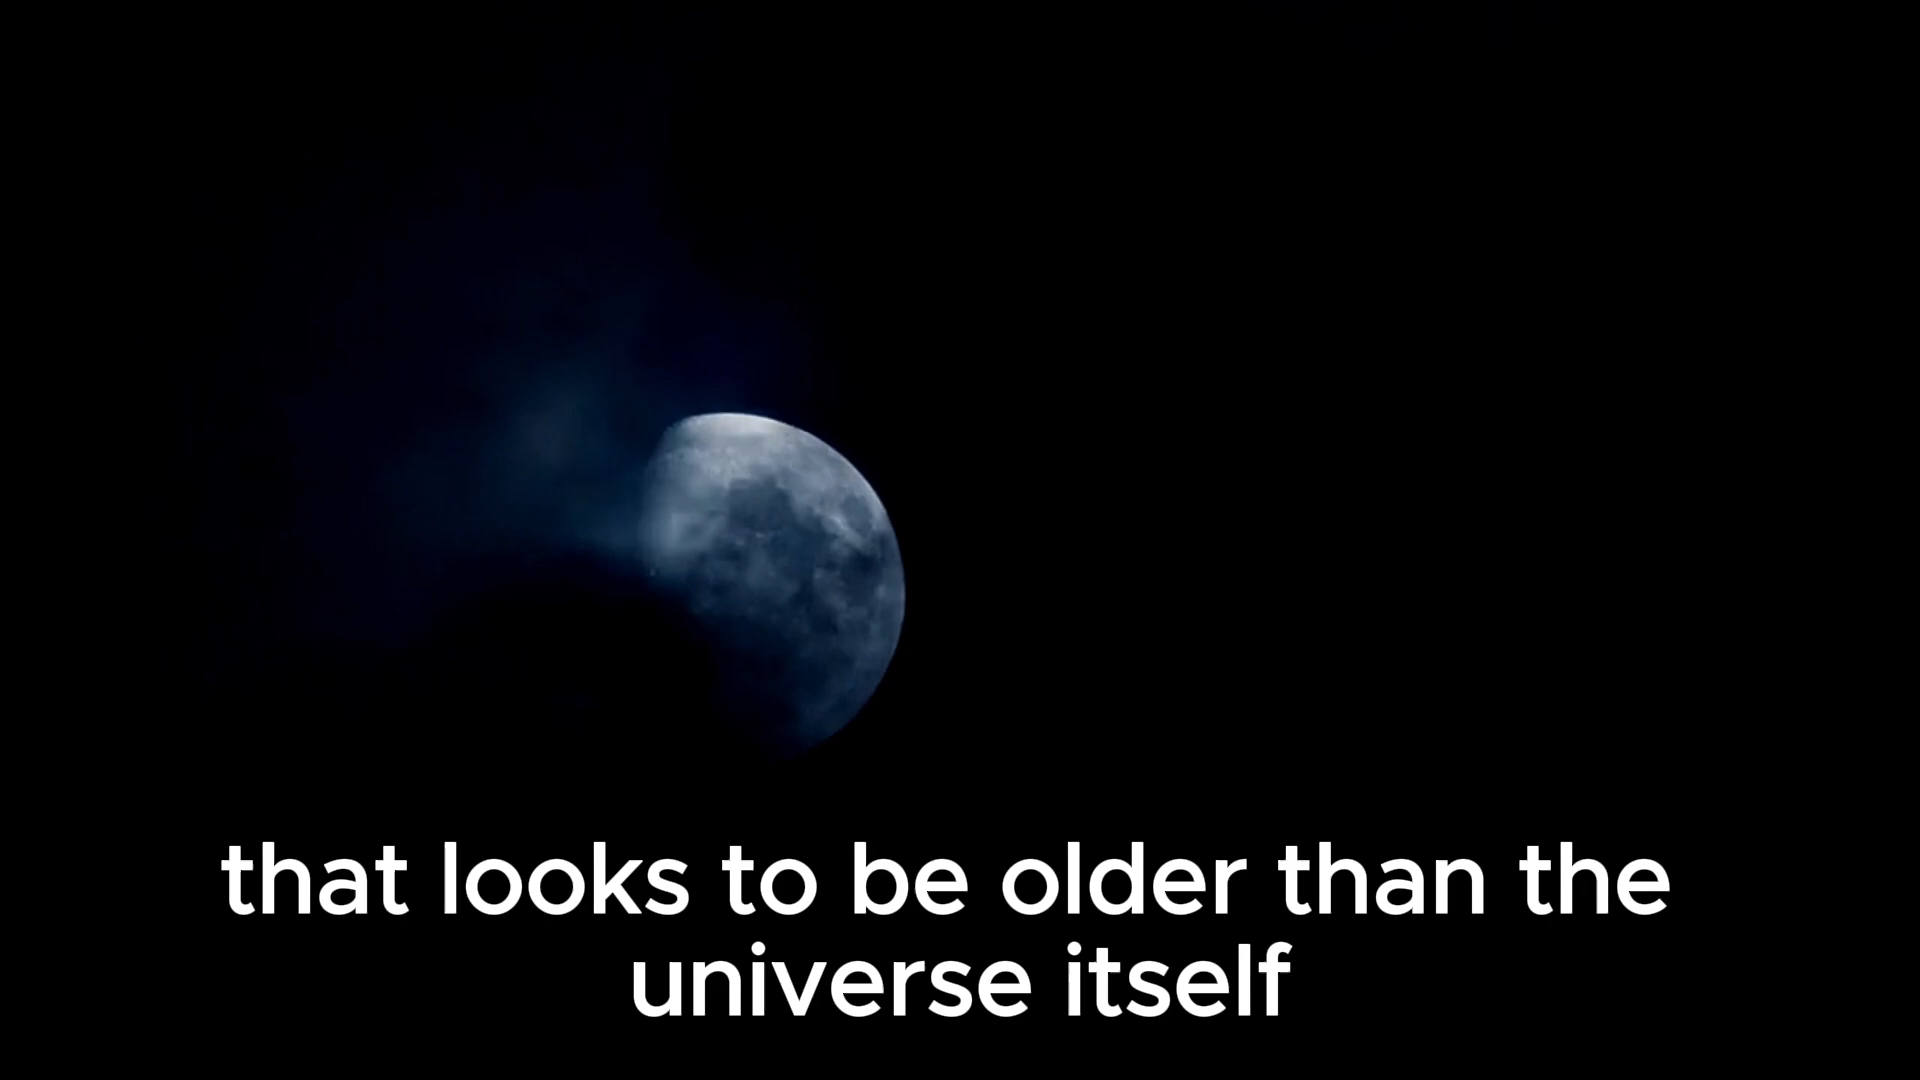 that looks to be older than the
universe itself